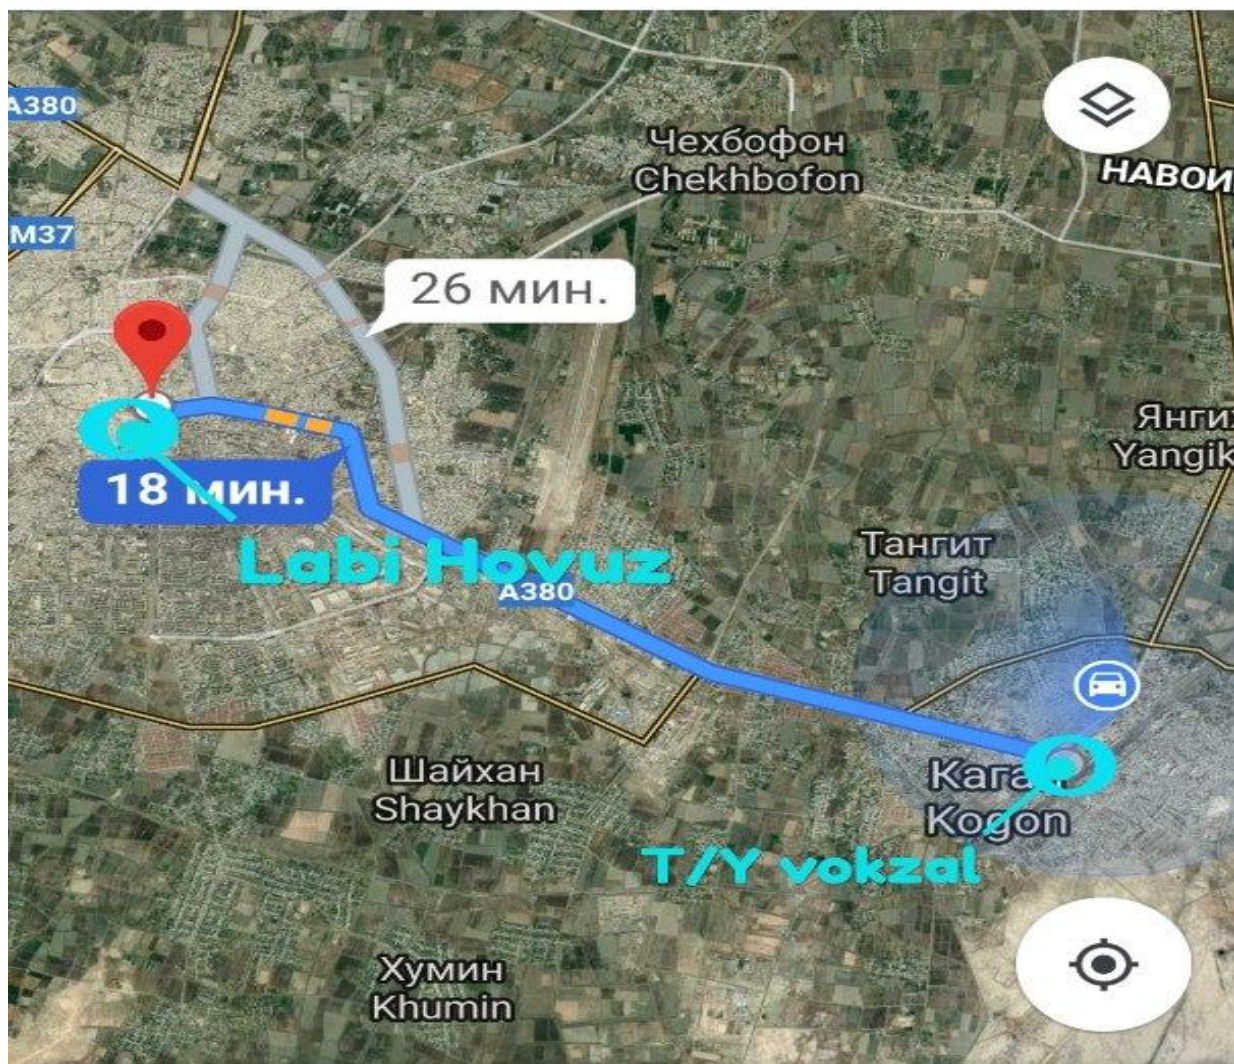 A380
Чехбофон
Chekhbofon
НАВОИ
M37
26 мин.
Янги
Yangik
18 мин.
Labi Hovuz
A380
Тангит
Tangit
Шайхан
Shaykhan
Каган
Kogon
T/Y vokzal
Хумин
Khumin